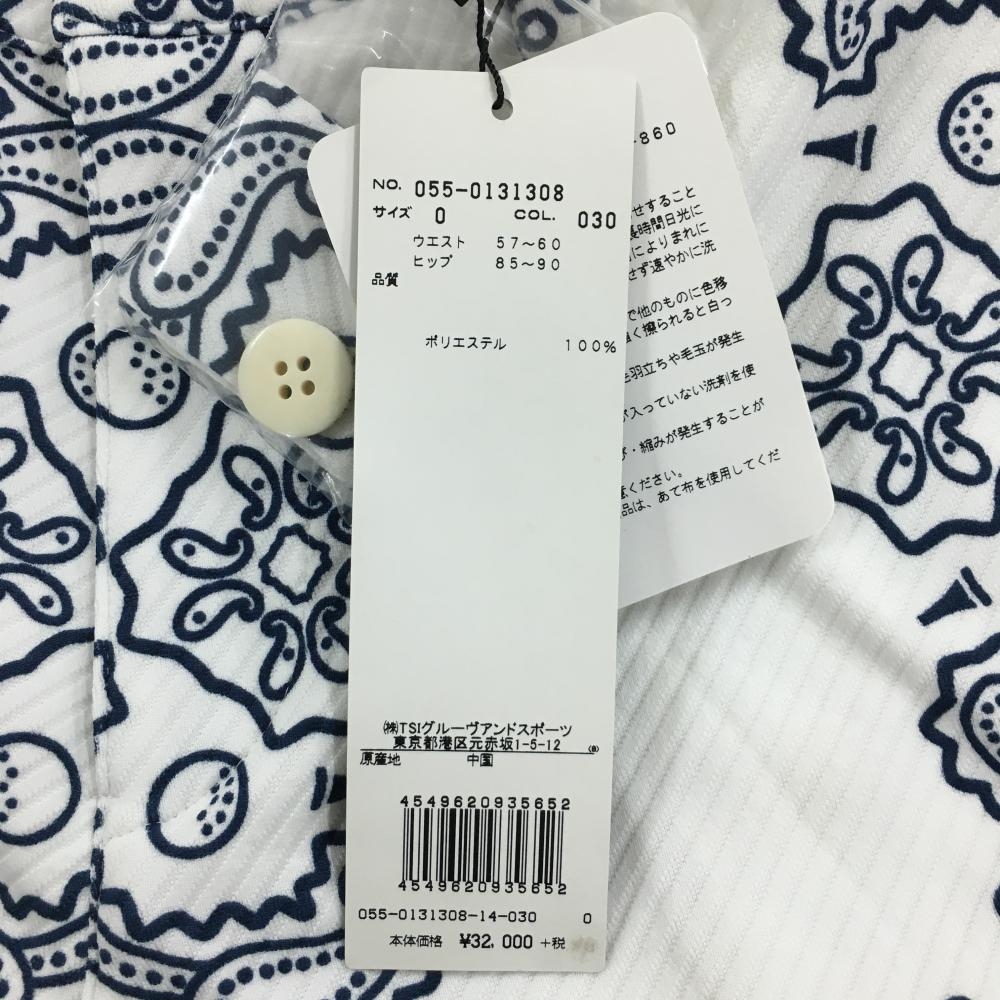 NO. 055-0131308
サイズ 0 COL. 030
ウエスト 57～60
ヒップ 85～90
品質
ポリエステル 100%
㈱TSIグルーヴアンドスポーツ
東京都港区元赤坂1-5-12 (a)
原産地 中国
4549620935652
4549620935652
055-0131308-14-030 0
本体価格 ¥32,000+税
-860
せすること
長時間日光に
によりまれに
せず速やかに洗
で他のものに色移
強く擦られると白っ
毛羽立ちや毛玉が発生
が入っていない洗剤を使
び・縮みが発生することが
意ください。
品は、あて布を使用してくだ